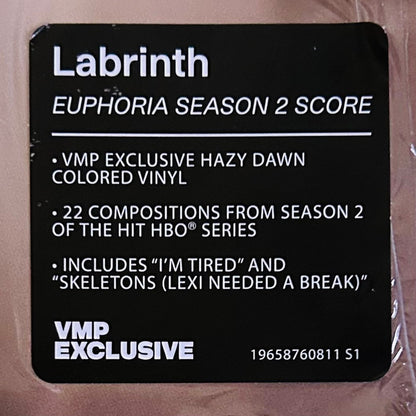 Labrinth
EUPHORIA SEASON 2 SCORE
• VMP EXCLUSIVE HAZY DAWN
COLORED VINYL
• 22 COMPOSITIONS FROM SEASON 2
OF THE HIT HBO® SERIES
• INCLUDES “I’M TIRED” AND
“SKELETONS (LEXI NEEDED A BREAK)”
VMP
EXCLUSIVE
19658760811 S1